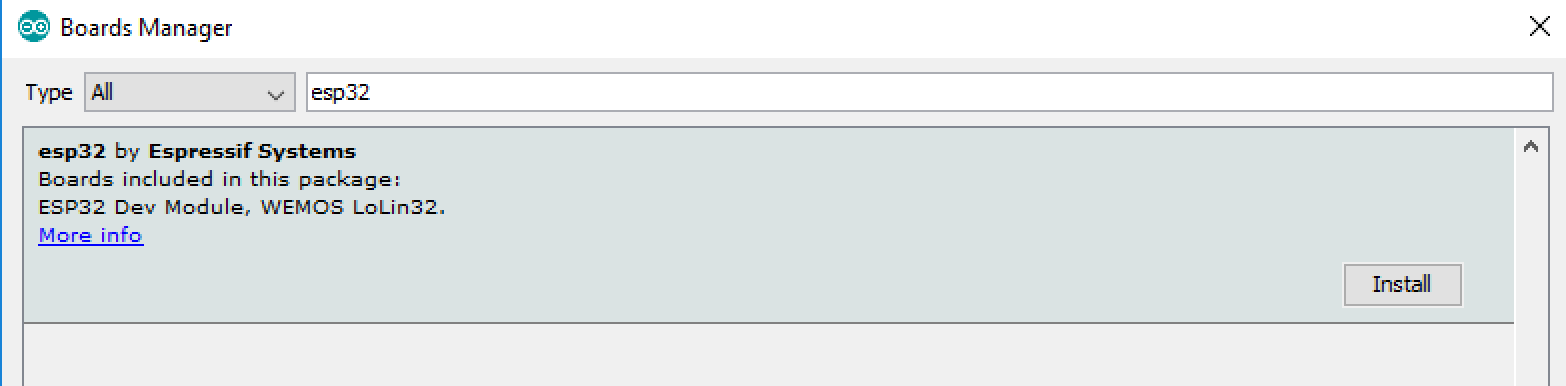 Boards Manager
Type All esp32
esp32 by Espressif Systems
Boards included in this package:
ESP32 Dev Module, WEMOS LoLin32.
More info
Install